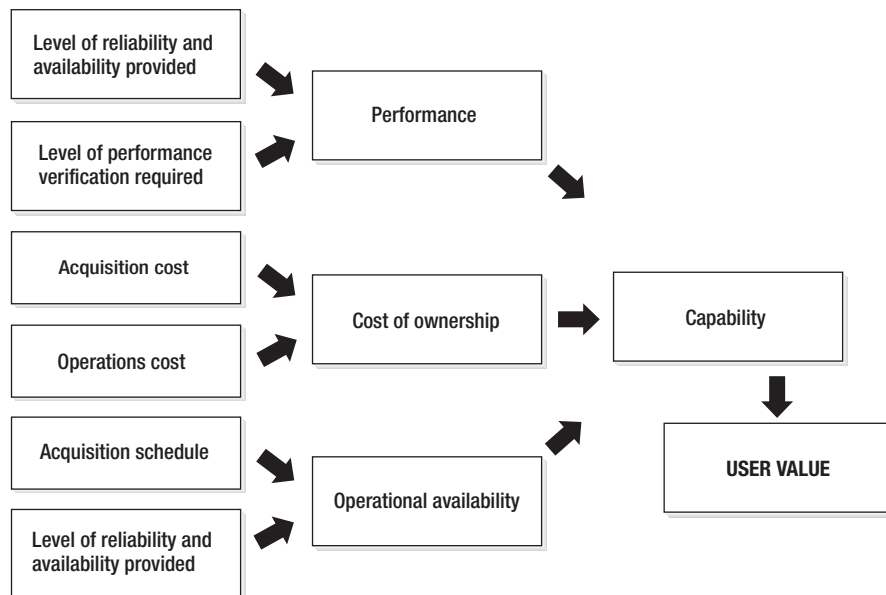 Level of reliability and
availability provided
Level of performance
verification required
Acquisition cost
Operations cost
Acquisition schedule
Level of reliability and
availability provided
Performance
Cost of ownership
Operational availability
Capability
USER VALUE